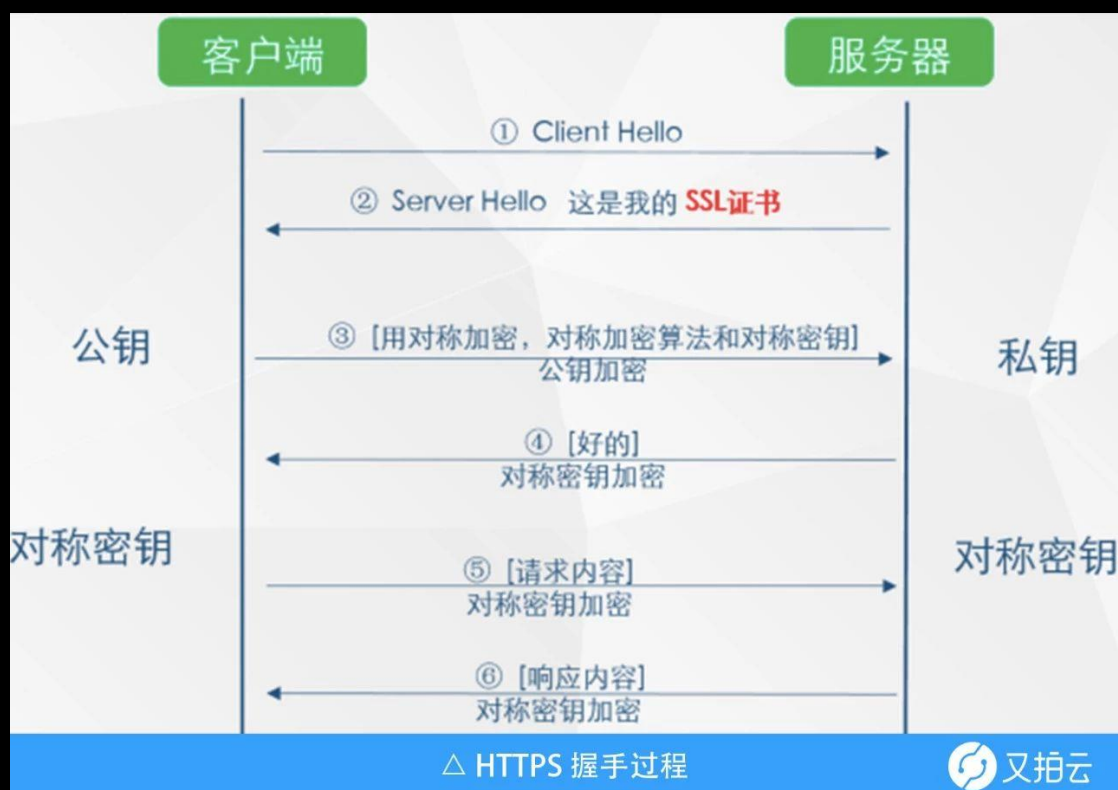 客户端
服务器
① Client Hello
② Server Hello 这是我的 SSL证书
公钥
③ [用对称加密，对称加密算法和对称密钥]
公钥加密
私钥
④ [好的]
对称密钥加密
对称密钥
对称密钥
⑤ [请求内容]
对称密钥加密
⑥ [响应内容]
对称密钥加密
△ HTTPS 握手过程
又拍云